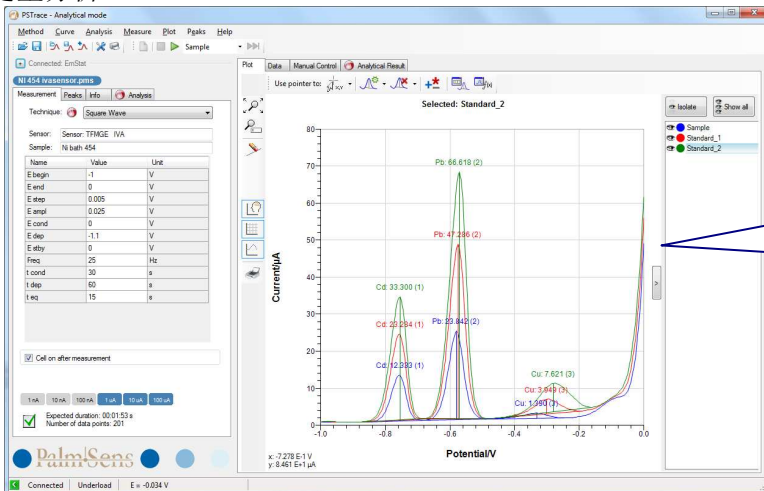 PSTrace - Analytical mode
Method Curve Analysis Measure Plot Peaks Help
Sample
Connected: EmStat
NI 454 ivasensor.pms
Measurement Peaks Info Analysis
Technique: Square Wave
Sensor: Sensor: TFMGE IVA
Sample: Ni bath 454
Name Value Unit
E begin -1 V
E end 0 V
E step 0.005 V
E ampl 0.025 V
E cond 0 V
E dep -1.1 V
E stby 0 V
Freq 25 Hz
t cond 30 s
t dep 60 s
t eq 15 s
Cell on after measurement
1 nA 10 nA 100 nA 1 uA 10 uA 100 uA
Expected duration: 00:01:53 s
Number of data points: 201
PalmSens
Connected Underload E = -0.034 V
Plot Data Manual Control Analytical Result
Use pointer to:
Selected: Standard_2
80
60
50
40
30
20
10
0
Current/µA
Pb: 66.618 (2)
Pb: 47.286 (2)
Cd: 33.300 (1)
Cd: 23.284 (1)
Pb: 23.842 (2)
Cd: 12.333 (1)
Cu: 7.621 (3)
Cu: 3.949 (3)
Cu: 1.390 (3)
-1.0 -0.8 -0.6 -0.4 -0.2 0.0
Potential/V
x: -7.278 E-1 V
y: 8.461 E+1 µA
Isolate Show all
Sample
Standard_1
Standard_2